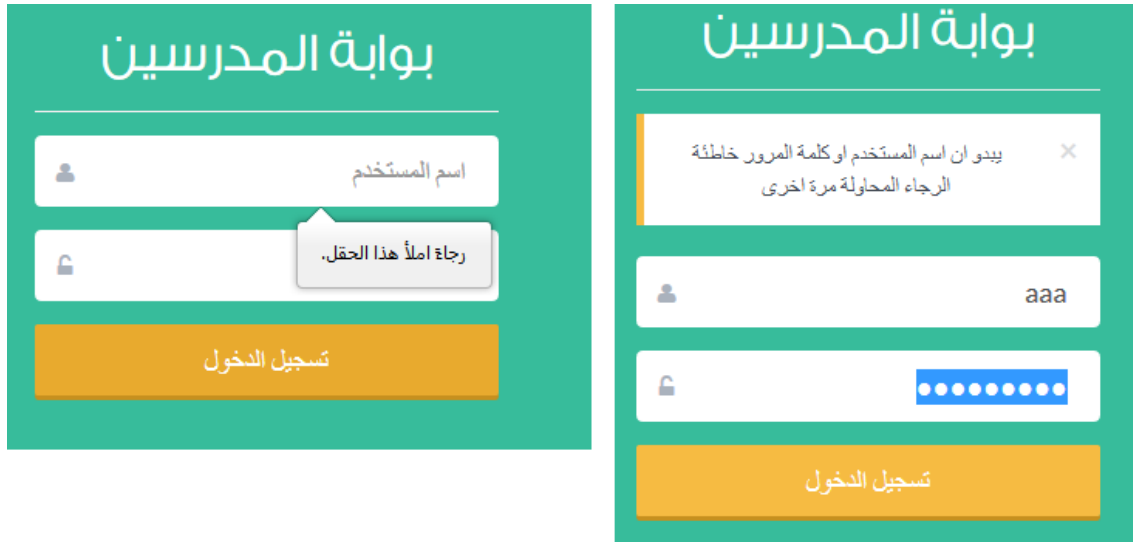 بوابة المدرسين
اسم المستخدم
رجاءً املأ هذا الحقل.
تسجيل الدخول
بوابة المدرسين
يبدو ان اسم المستخدم او كلمة المرور خاطئة
الرجاء المحاولة مرة اخرى
×
aaa
•••••••••
تسجيل الدخول